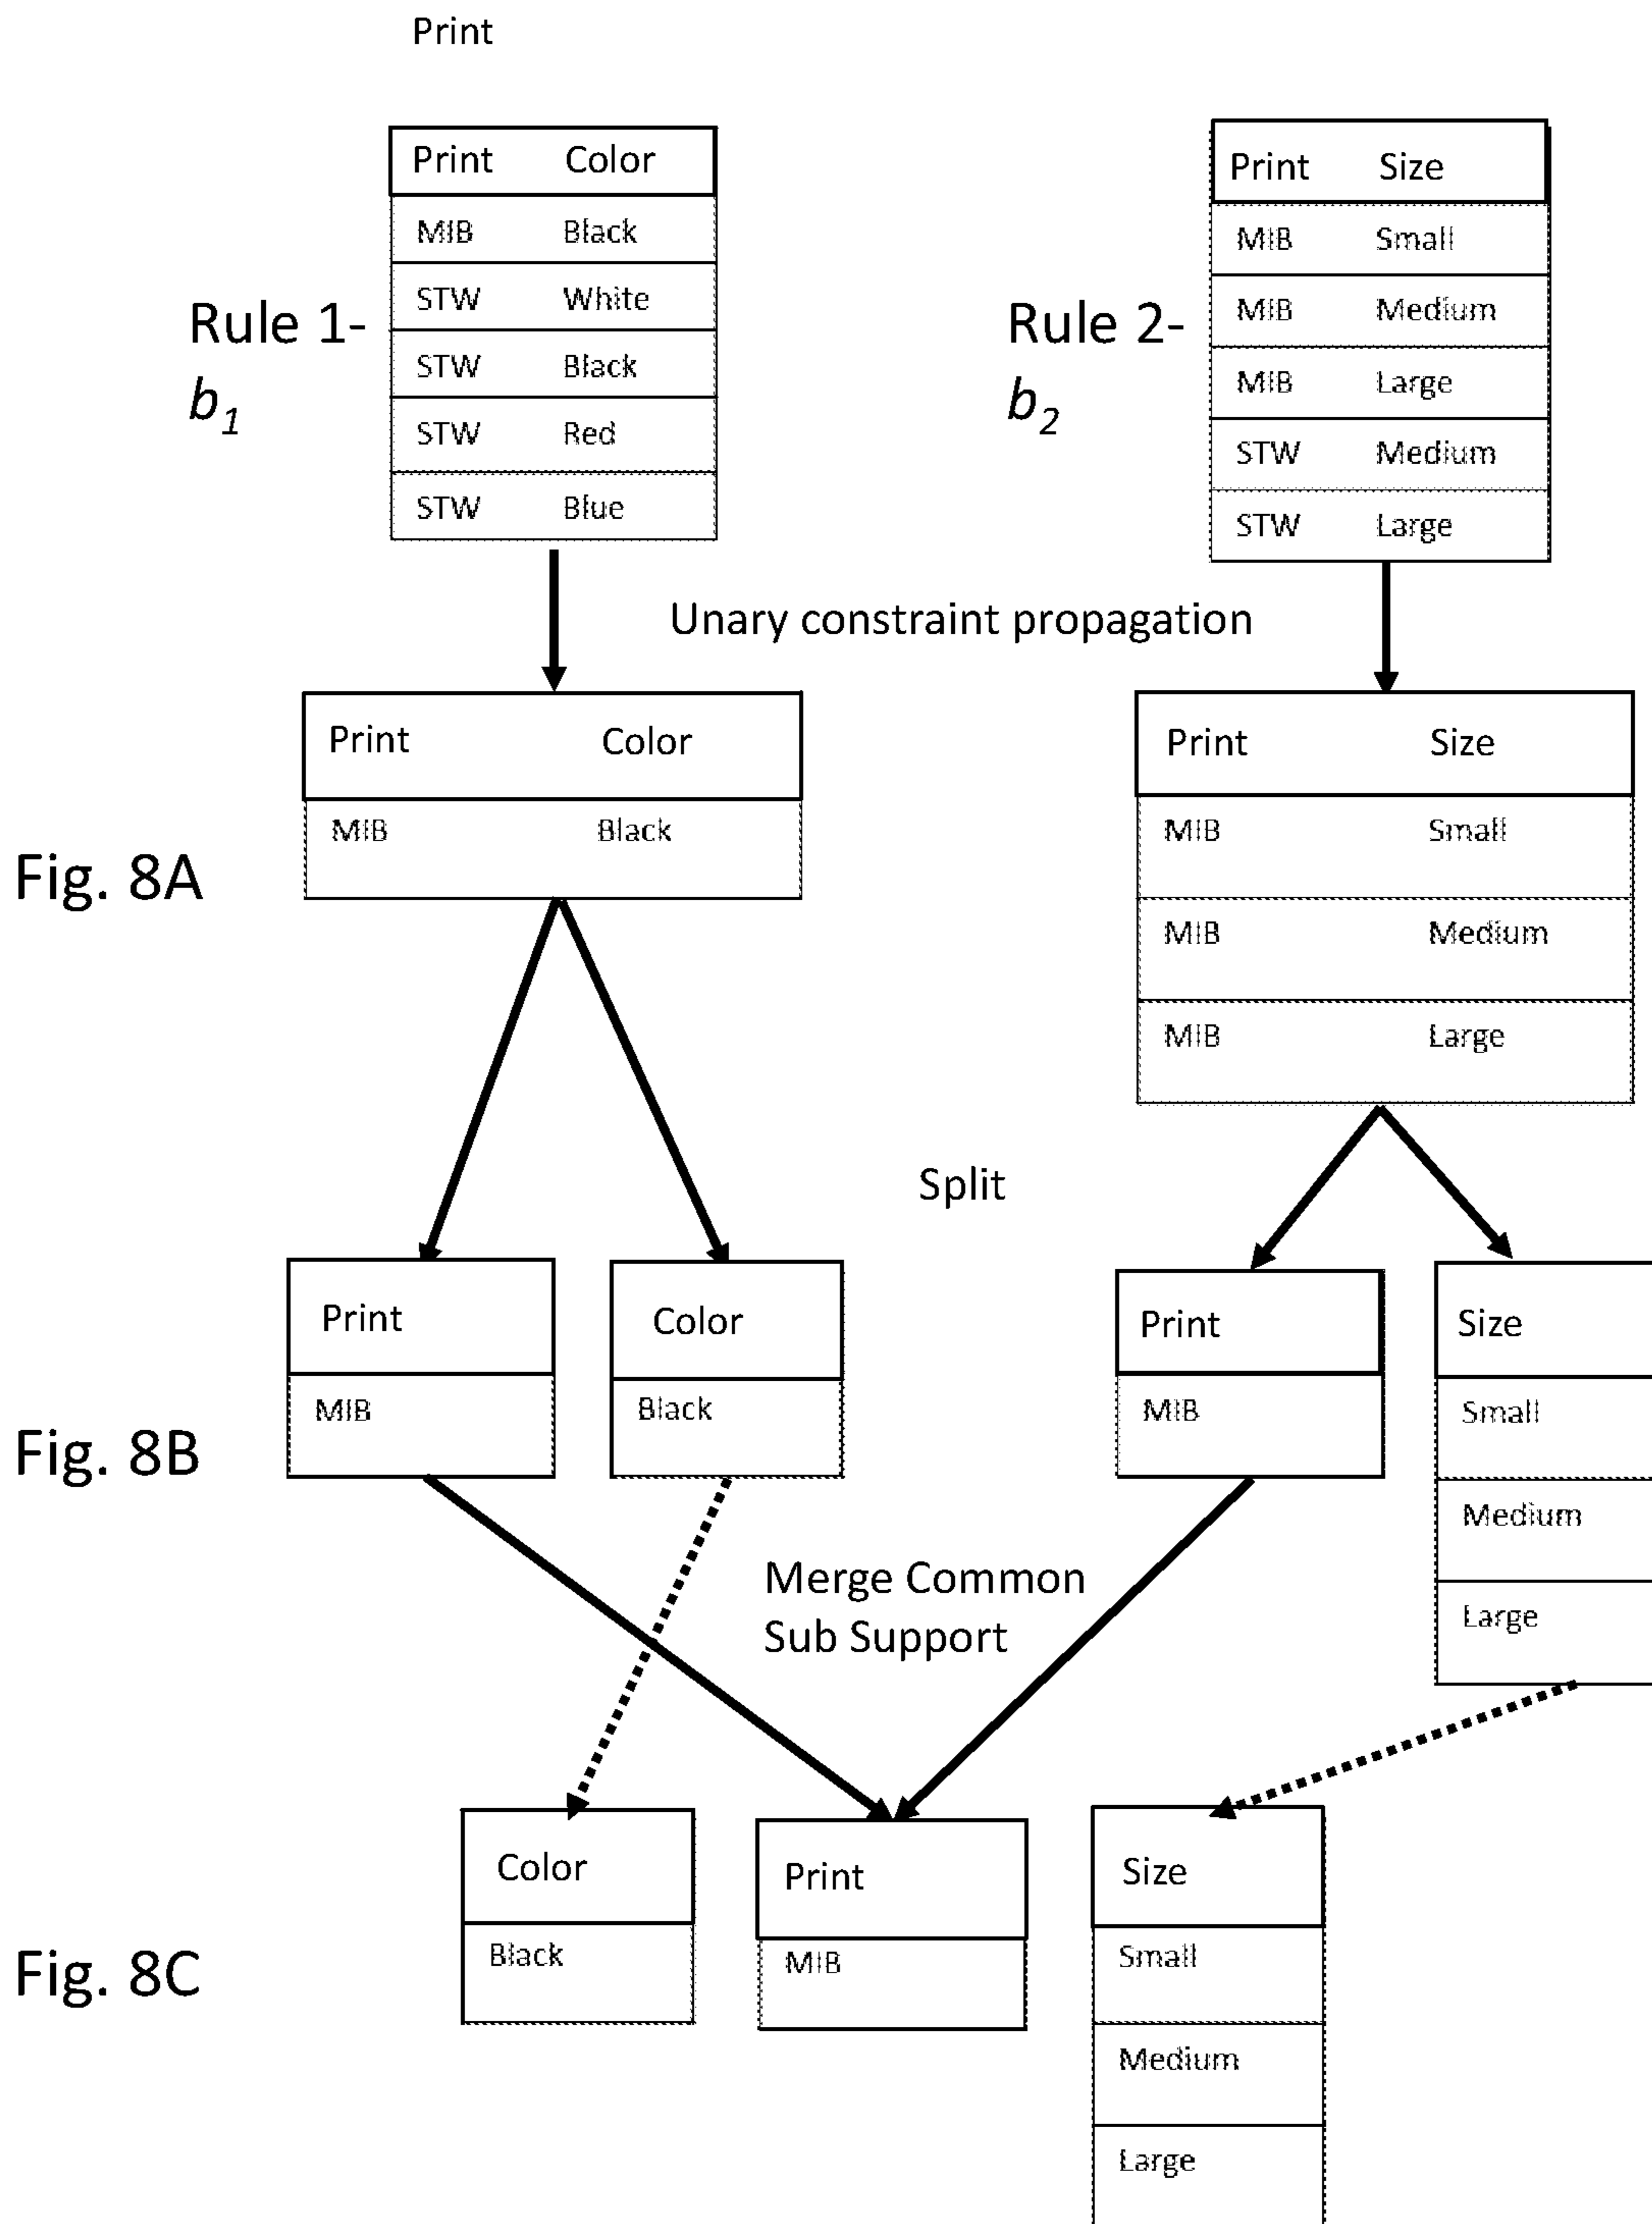 Print
Print Color
MIB Black
STW White
STW Black
STW Red
STW Blue
Rule 1-
b1
Print Size
MIB Small
MIB Medium
MIB Large
STW Medium
STW Large
Rule 2-
b2
Unary constraint propagation
Print Color
MIB Black
Print Size
MIB Small
MIB Medium
MIB Large
Fig. 8A
Split
Print
MIB
Color
Black
Print
MIB
Size
Small
Medium
Large
Fig. 8B
Merge Common
Sub Support
Color
Black
Print
MIB
Size
Small
Medium
Large
Fig. 8C